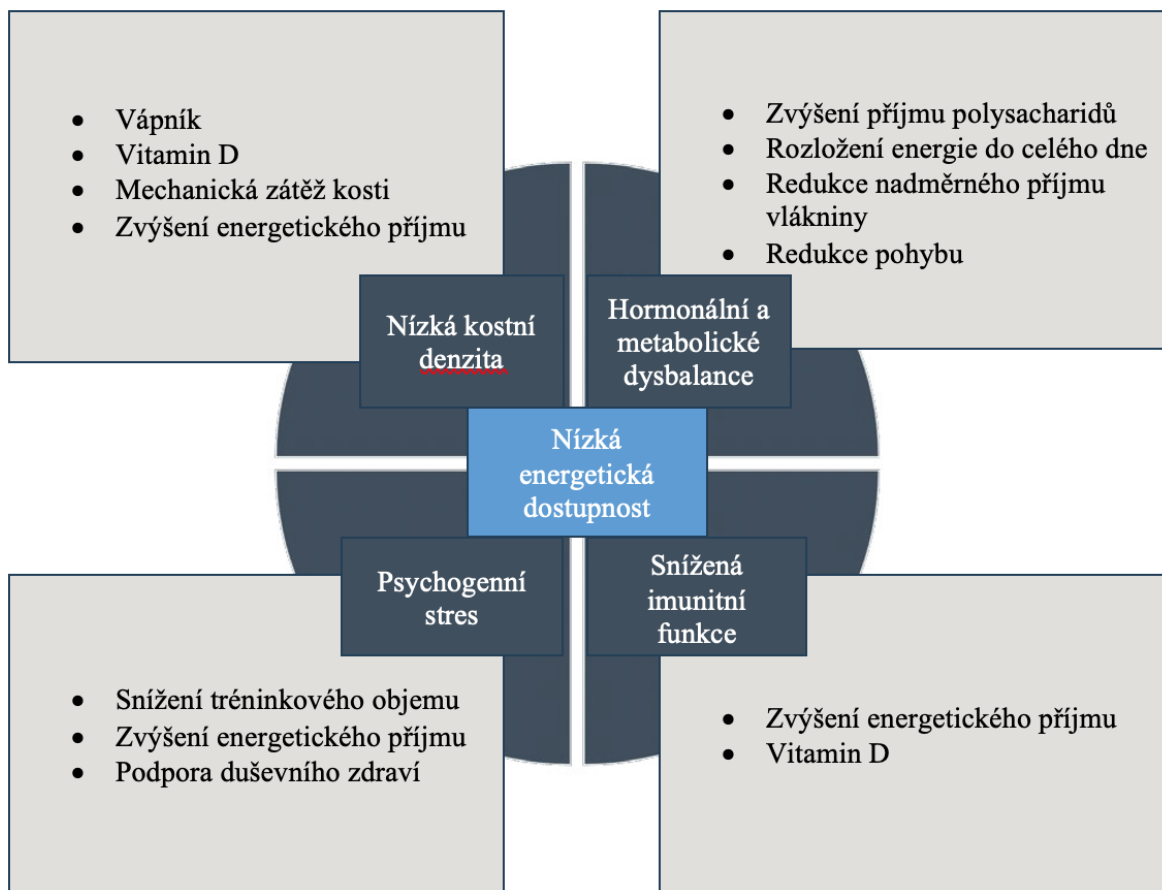 • Vápník
• Vitamin D
• Mechanická zátěž kosti
• Zvýšení energetického příjmu
• Zvýšení příjmu polysacharidů
• Rozložení energie do celého dne
• Redukce nadměrného příjmu
vlákniny
• Redukce pohybu
Nízká kostní
denzita
Hormonální a
metabolické
dysbalance
Nízká
energetická
dostupnost
Psychogenní
stres
Snížená
imunitní
funkce
• Snížení tréninkového objemu
• Zvýšení energetického příjmu
• Podpora duševního zdraví
• Zvýšení energetického příjmu
• Vitamin D